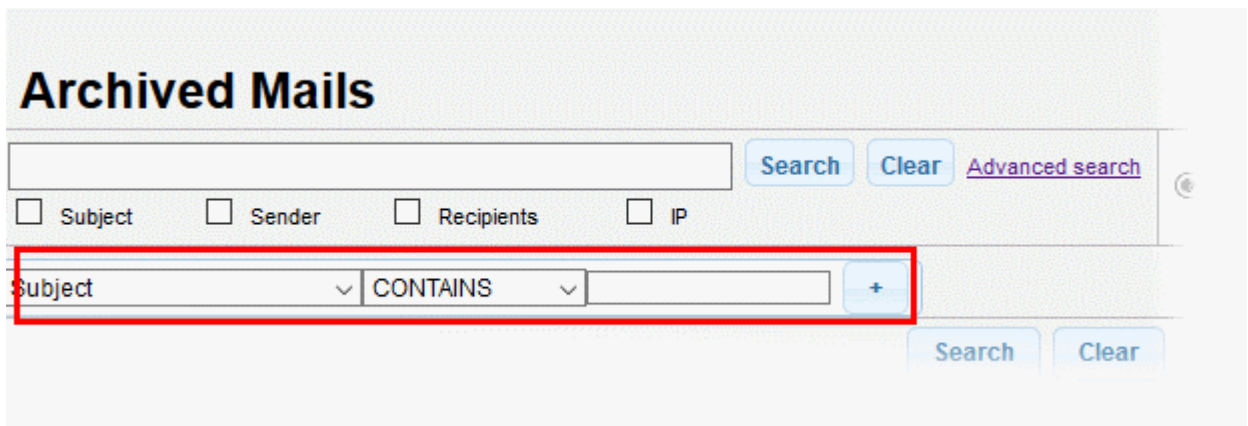 Archived Mails
Search Clear Advanced search
Subject Sender Recipients IP
Subject CONTAINS +
Search Clear